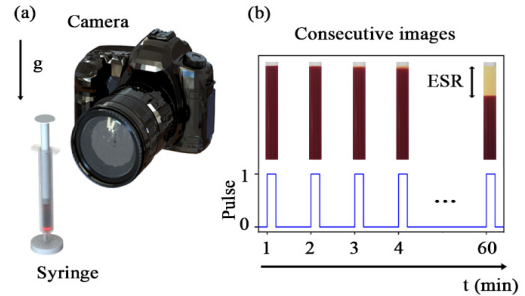 (a)
Camera
g
Syringe
(b)
Consecutive images
ESR
Pulse
1
0
...
1 2 3 4 60
t (min)